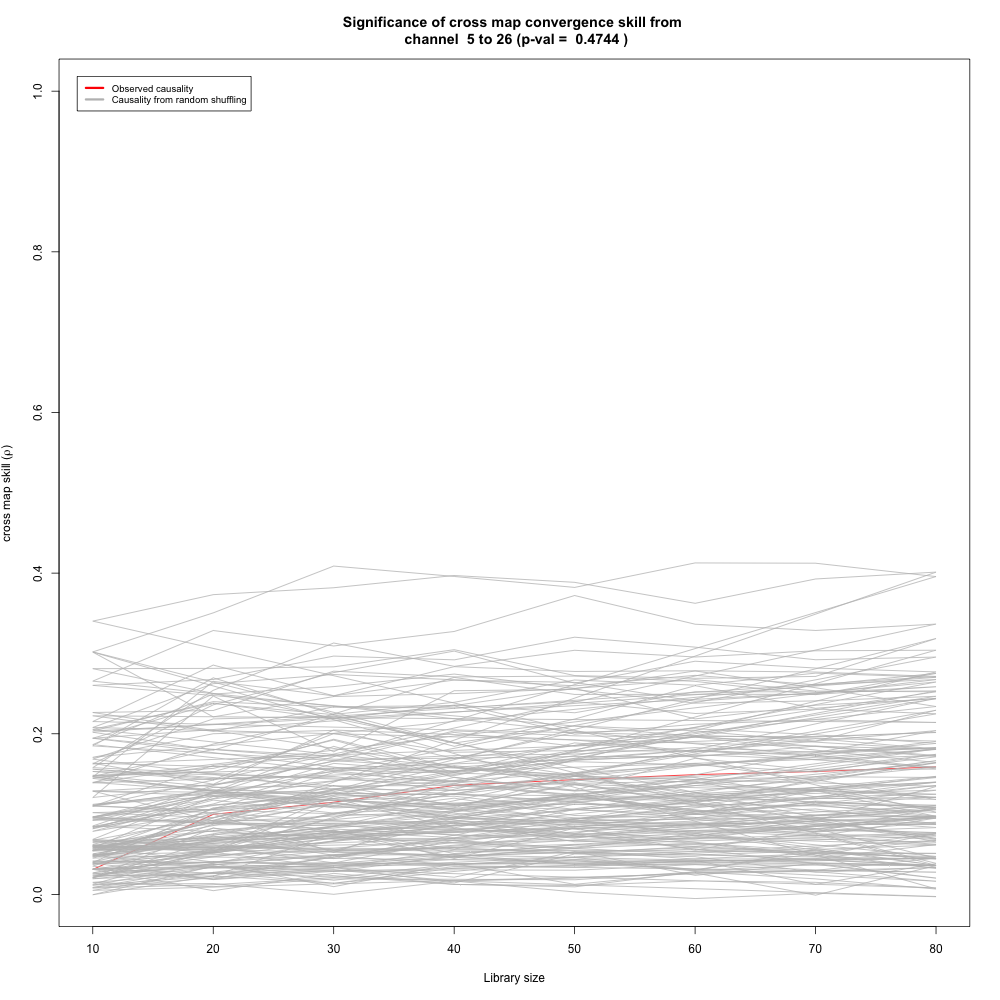 Significance of cross map convergence skill from
channel  5 to 26 (p-val =  0.4744 )
Observed causality
Causality from random shuffling
1.0
0.8
0.6
0.4
0.2
0.0
cross map skill (ρ)
10 20 30 40 50 60 70 80
Library size